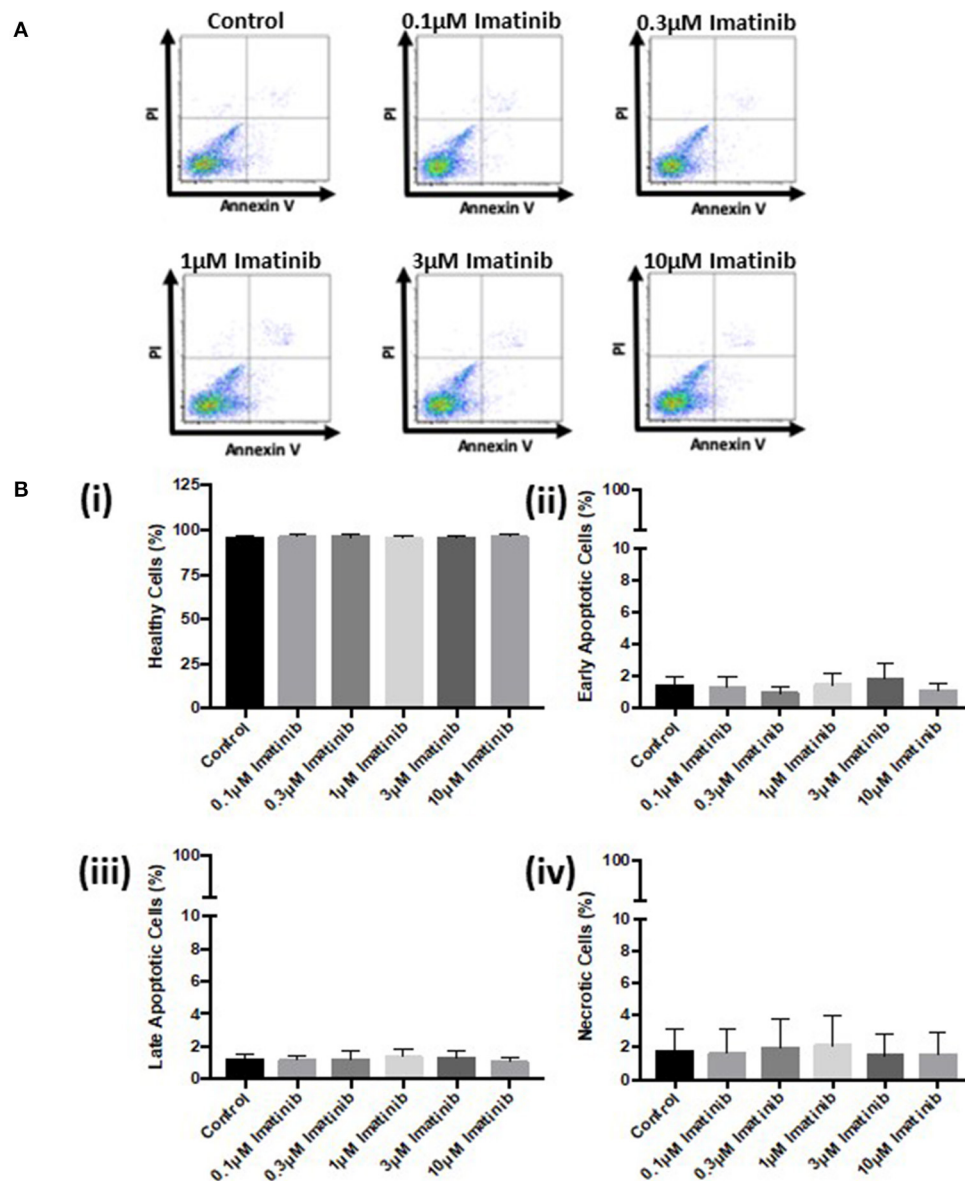 A
Control
0.1µM Imatinib
0.3µM Imatinib
PI
Annexin V
PI
Annexin V
PI
Annexin V
1µM Imatinib
3µM Imatinib
10µM Imatinib
PI
Annexin V
PI
Annexin V
PI
Annexin V
B
(i)
Healthy Cells (%)
125
100
75
50
25
0
Control
0.1µM Imatinib
0.3µM Imatinib
1µM Imatinib
3µM Imatinib
10µM Imatinib
(ii)
Early Apoptotic Cells (%)
100
10
8
6
4
2
0
Control
0.1µM Imatinib
0.3µM Imatinib
1µM Imatinib
3µM Imatinib
10µM Imatinib
(iii)
Late Apoptotic Cells (%)
100
10
8
6
4
2
0
Control
0.1µM Imatinib
0.3µM Imatinib
1µM Imatinib
3µM Imatinib
10µM Imatinib
(iv)
Necrotic Cells (%)
100
10
8
6
4
2
0
Control
0.1µM Imatinib
0.3µM Imatinib
1µM Imatinib
3µM Imatinib
10µM Imatinib